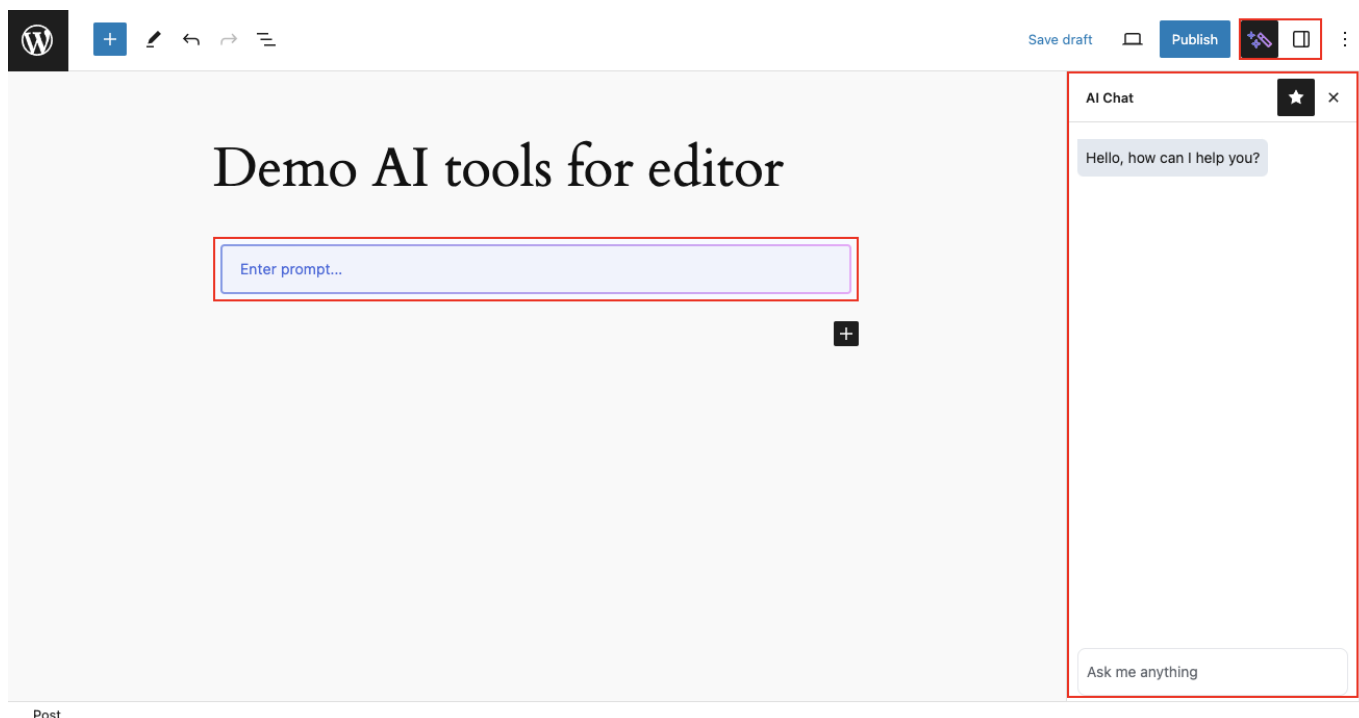 Save draft
Publish
AI Chat
Hello, how can I help you?
Demo AI tools for editor
Enter prompt...
Ask me anything
Post